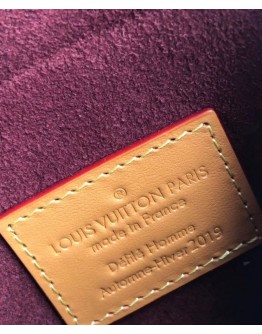 ®
LOUIS VUITTON PARIS
made in France
Défilé Homme
Automne-Hiver 2019